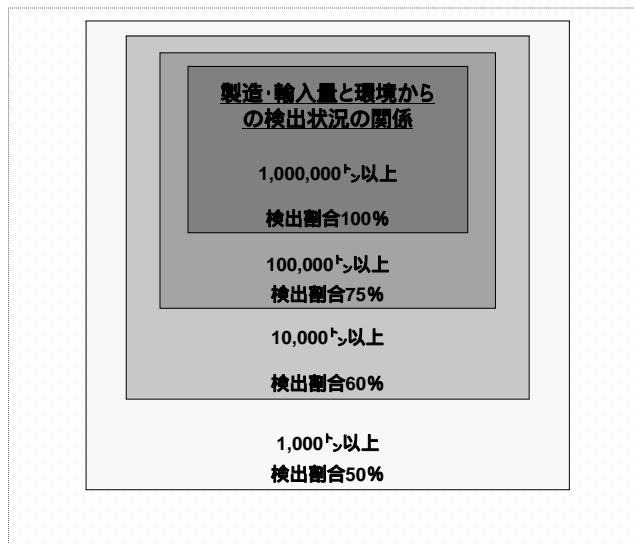 製造・輸入量と環境から
の検出状況の関係
1,000,000㌧以上
検出割合100%
100,000㌧以上
検出割合75%
10,000㌧以上
検出割合60%
1,000㌧以上
検出割合50%